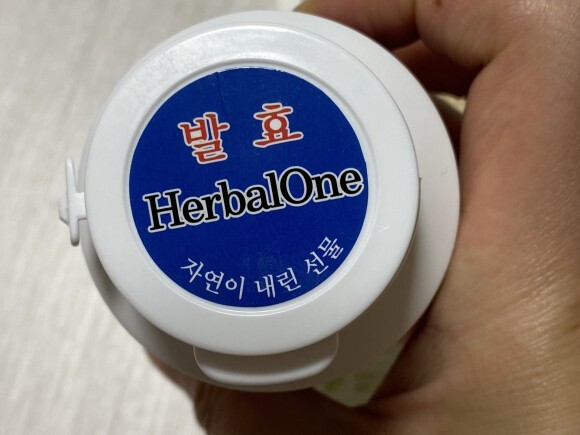 발효
HerbalOne
자연이 내린 선물